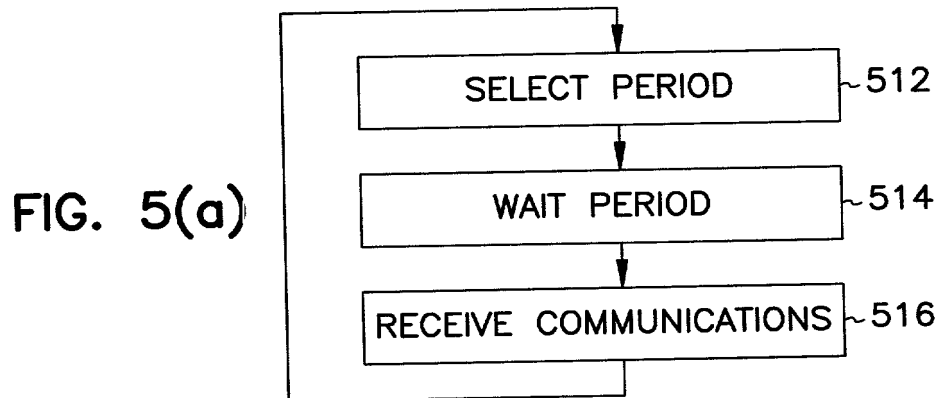 SELECT PERIOD
512
WAIT PERIOD
514
FIG. 5(a)
RECEIVE COMMUNICATIONS
516